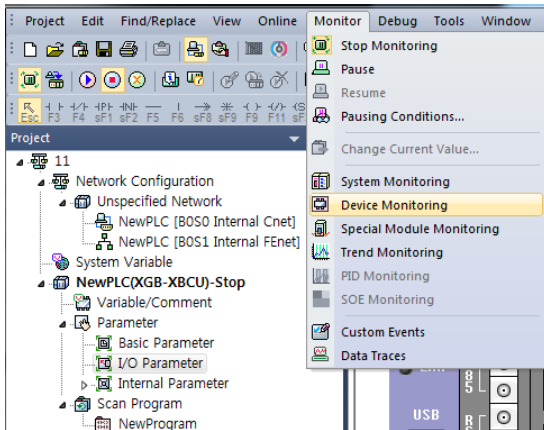 Project Edit Find/Replace View Online Monitor Debug Tools Window
Stop Monitoring
Pause
Resume
Pausing Conditions...
Change Current Value...
System Monitoring
Device Monitoring
Special Module Monitoring
Trend Monitoring
PID Monitoring
SOE Monitoring
Custom Events
Data Traces
Esc F3 F4 sF1 sF2 F5 F6 sF8 sF9 F9 F11 sF
Project
11
Network Configuration
Unspecified Network
NewPLC [B0S0 Internal Cnet]
NewPLC [B0S1 Internal FEnet]
System Variable
NewPLC(XGB-XBCU)-Stop
Variable/Comment
Parameter
Basic Parameter
I/O Parameter
Internal Parameter
Scan Program
NewProgram
USB